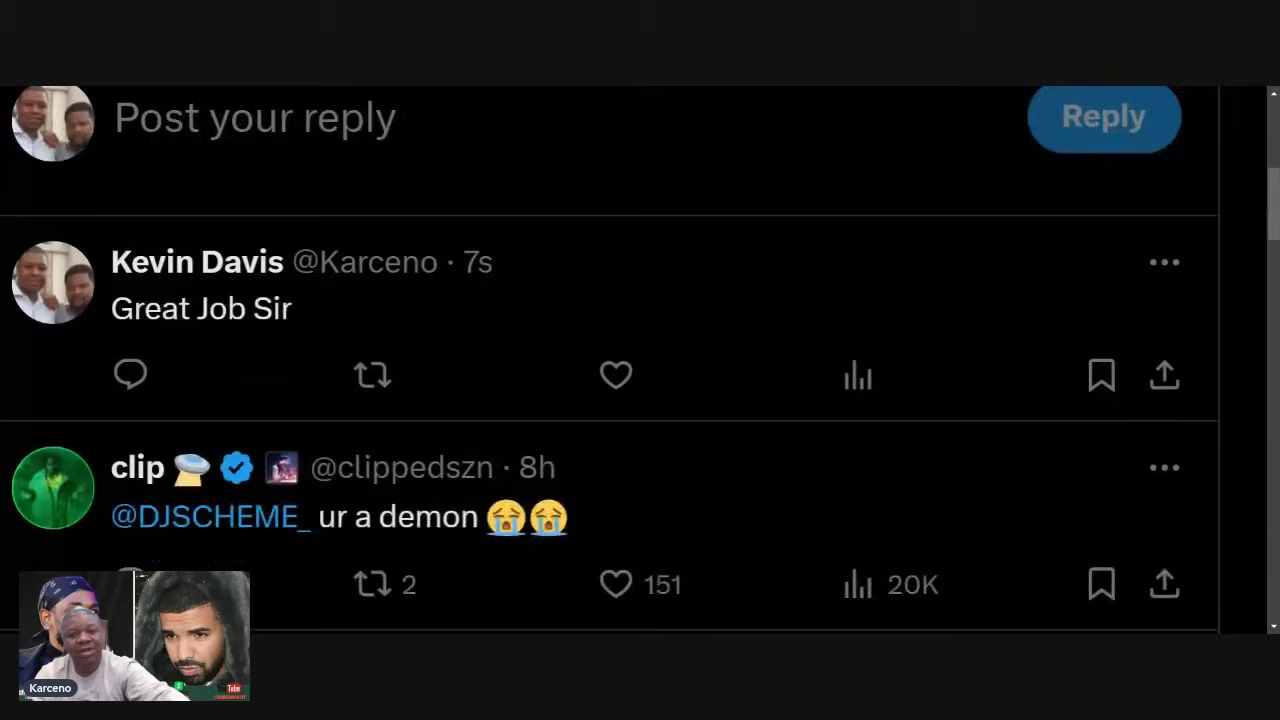 Post your reply
Reply
Kevin Davis @Karceno · 7s
Great Job Sir
clip @clippedszn · 8h
@DJSCHEME_ ur a demon 😭😭
2 151 20K
Karceno
YouTube